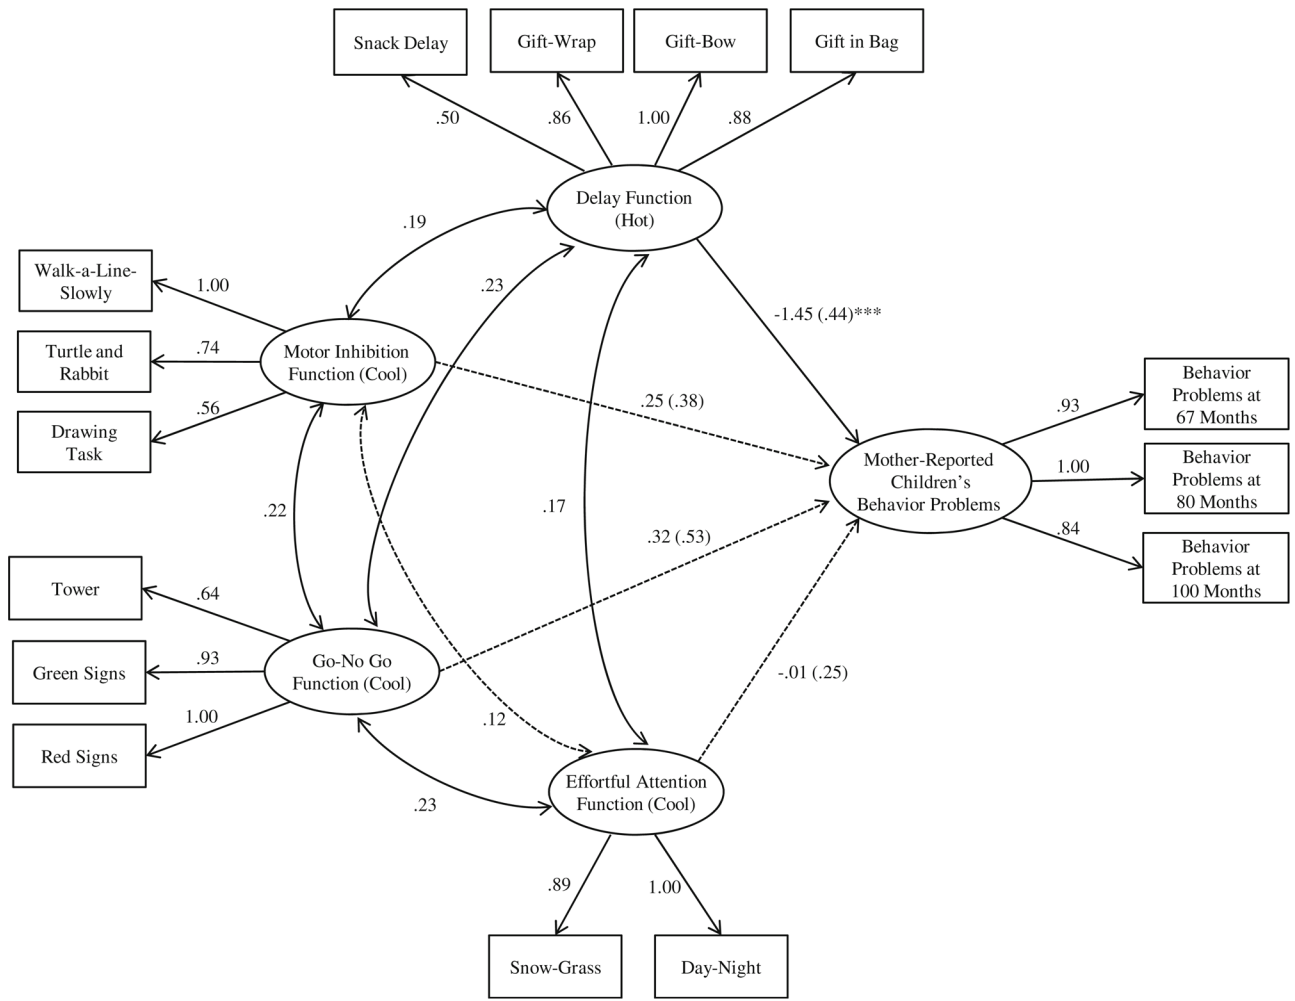 Snack Delay
Gift-Wrap
Gift-Bow
Gift in Bag
.50
.86
1.00
.88
Delay Function
(Hot)
.19
.23
-1.45 (.44)***
Walk-a-Line-
Slowly
1.00
Turtle and
Rabbit
.74
Drawing
Task
.56
Motor Inhibition
Function (Cool)
.25 (.38)
Mother-Reported
Children's
Behavior Problems
.93
1.00
.84
Behavior
Problems at
67 Months
Behavior
Problems at
80 Months
Behavior
Problems at
100 Months
.22
.17
.32 (.53)
Tower
.64
Green Signs
.93
Red Signs
1.00
Go-No Go
Function (Cool)
-.01 (.25)
.12
.23
Effortful Attention
Function (Cool)
.89
1.00
Snow-Grass
Day-Night